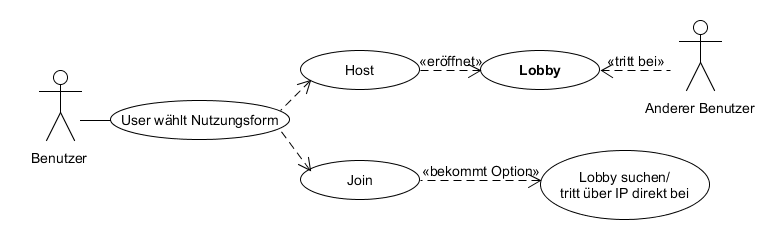 Host
«eröffnet»
Lobby
«tritt bei»
Anderer Benutzer
User wählt Nutzungsform
Benutzer
Join
«bekommt Option»
Lobby suchen/
tritt über IP direkt bei